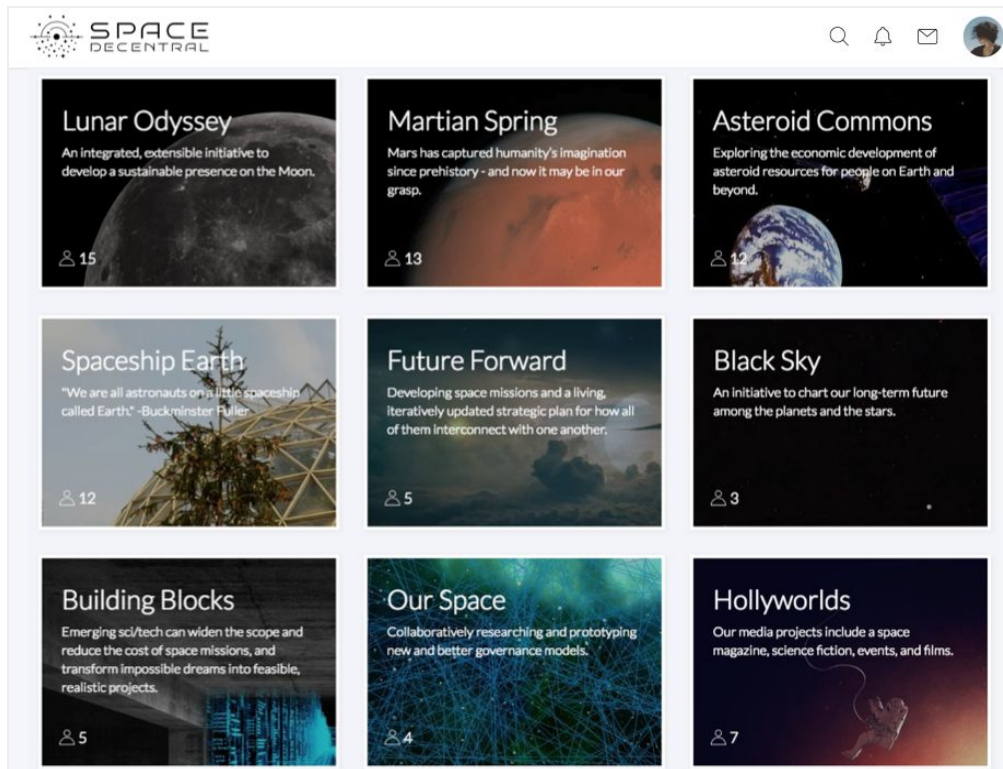 SPACE
DECENTRAL
Lunar Odyssey
An integrated, extensible initiative to
develop a sustainable presence on the Moon.
15
Martian Spring
Mars has captured humanity's imagination
since prehistory - and now it may be in our
grasp.
13
Asteroid Commons
Exploring the economic development of
asteroid resources for people on Earth and
beyond.
12
Spaceship Earth
"We are all astronauts on a little spaceship
called Earth." -Buckminster Fuller
12
Future Forward
Developing space missions and a living,
iteratively updated strategic plan for how all
of them interconnect with one another.
5
Black Sky
An initiative to chart our long-term future
among the planets and the stars.
3
Building Blocks
Emerging sci/tech can widen the scope and
reduce the cost of space missions, and
transform impossible dreams into feasible,
realistic projects.
5
Our Space
Collaboratively researching and prototyping
new and better governance models.
4
Hollyworlds
Our media projects include a space
magazine, science fiction, events, and films.
7